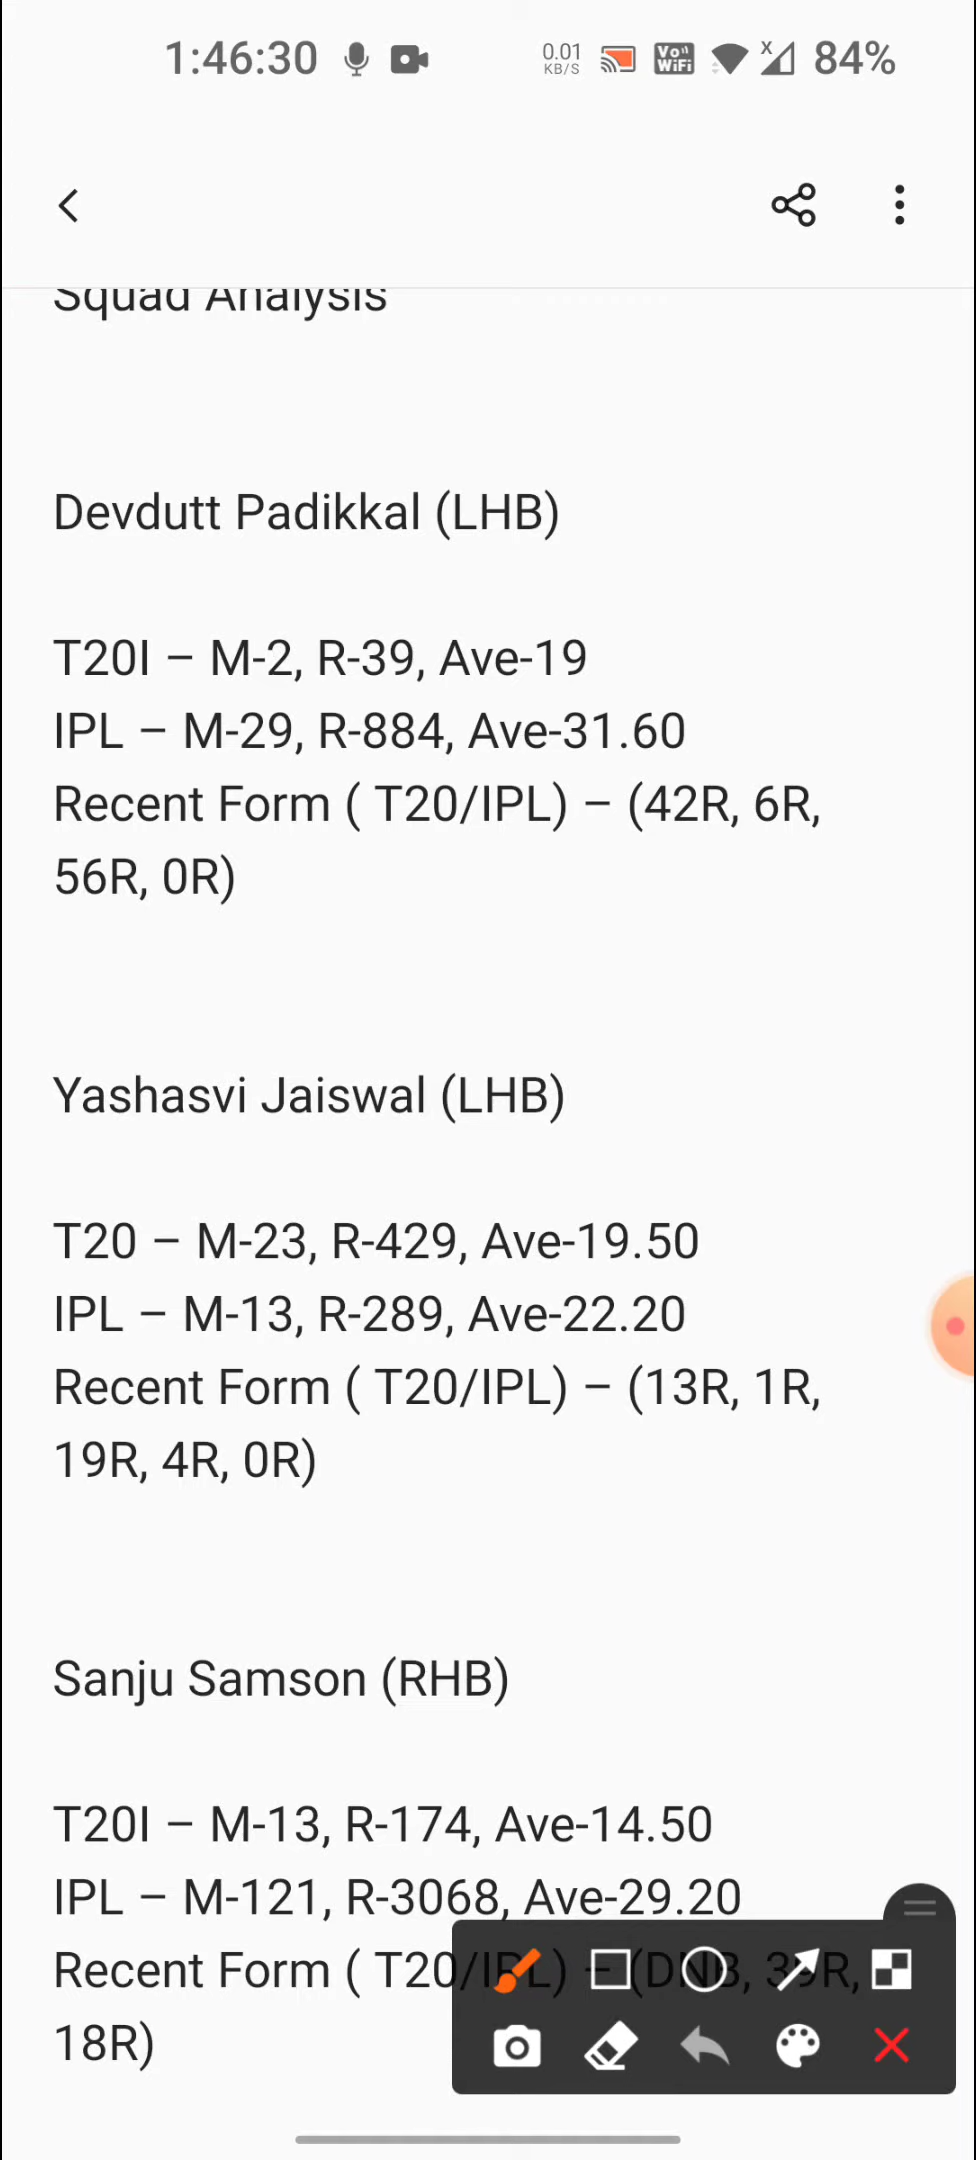 1:46:30 0.01 KB/S Vo)) WiFi X 84%
Squad Analysis
Devdutt Padikkal (LHB)
T20I – M-2, R-39, Ave-19
IPL – M-29, R-884, Ave-31.60
Recent Form ( T20/IPL) – (42R, 6R,
56R, 0R)
Yashasvi Jaiswal (LHB)
T20 – M-23, R-429, Ave-19.50
IPL – M-13, R-289, Ave-22.20
Recent Form ( T20/IPL) – (13R, 1R,
19R, 4R, 0R)
Sanju Samson (RHB)
T20I – M-13, R-174, Ave-14.50
IPL – M-121, R-3068, Ave-29.20
Recent Form ( T20/IPL) – (DNB, 39R,
18R)